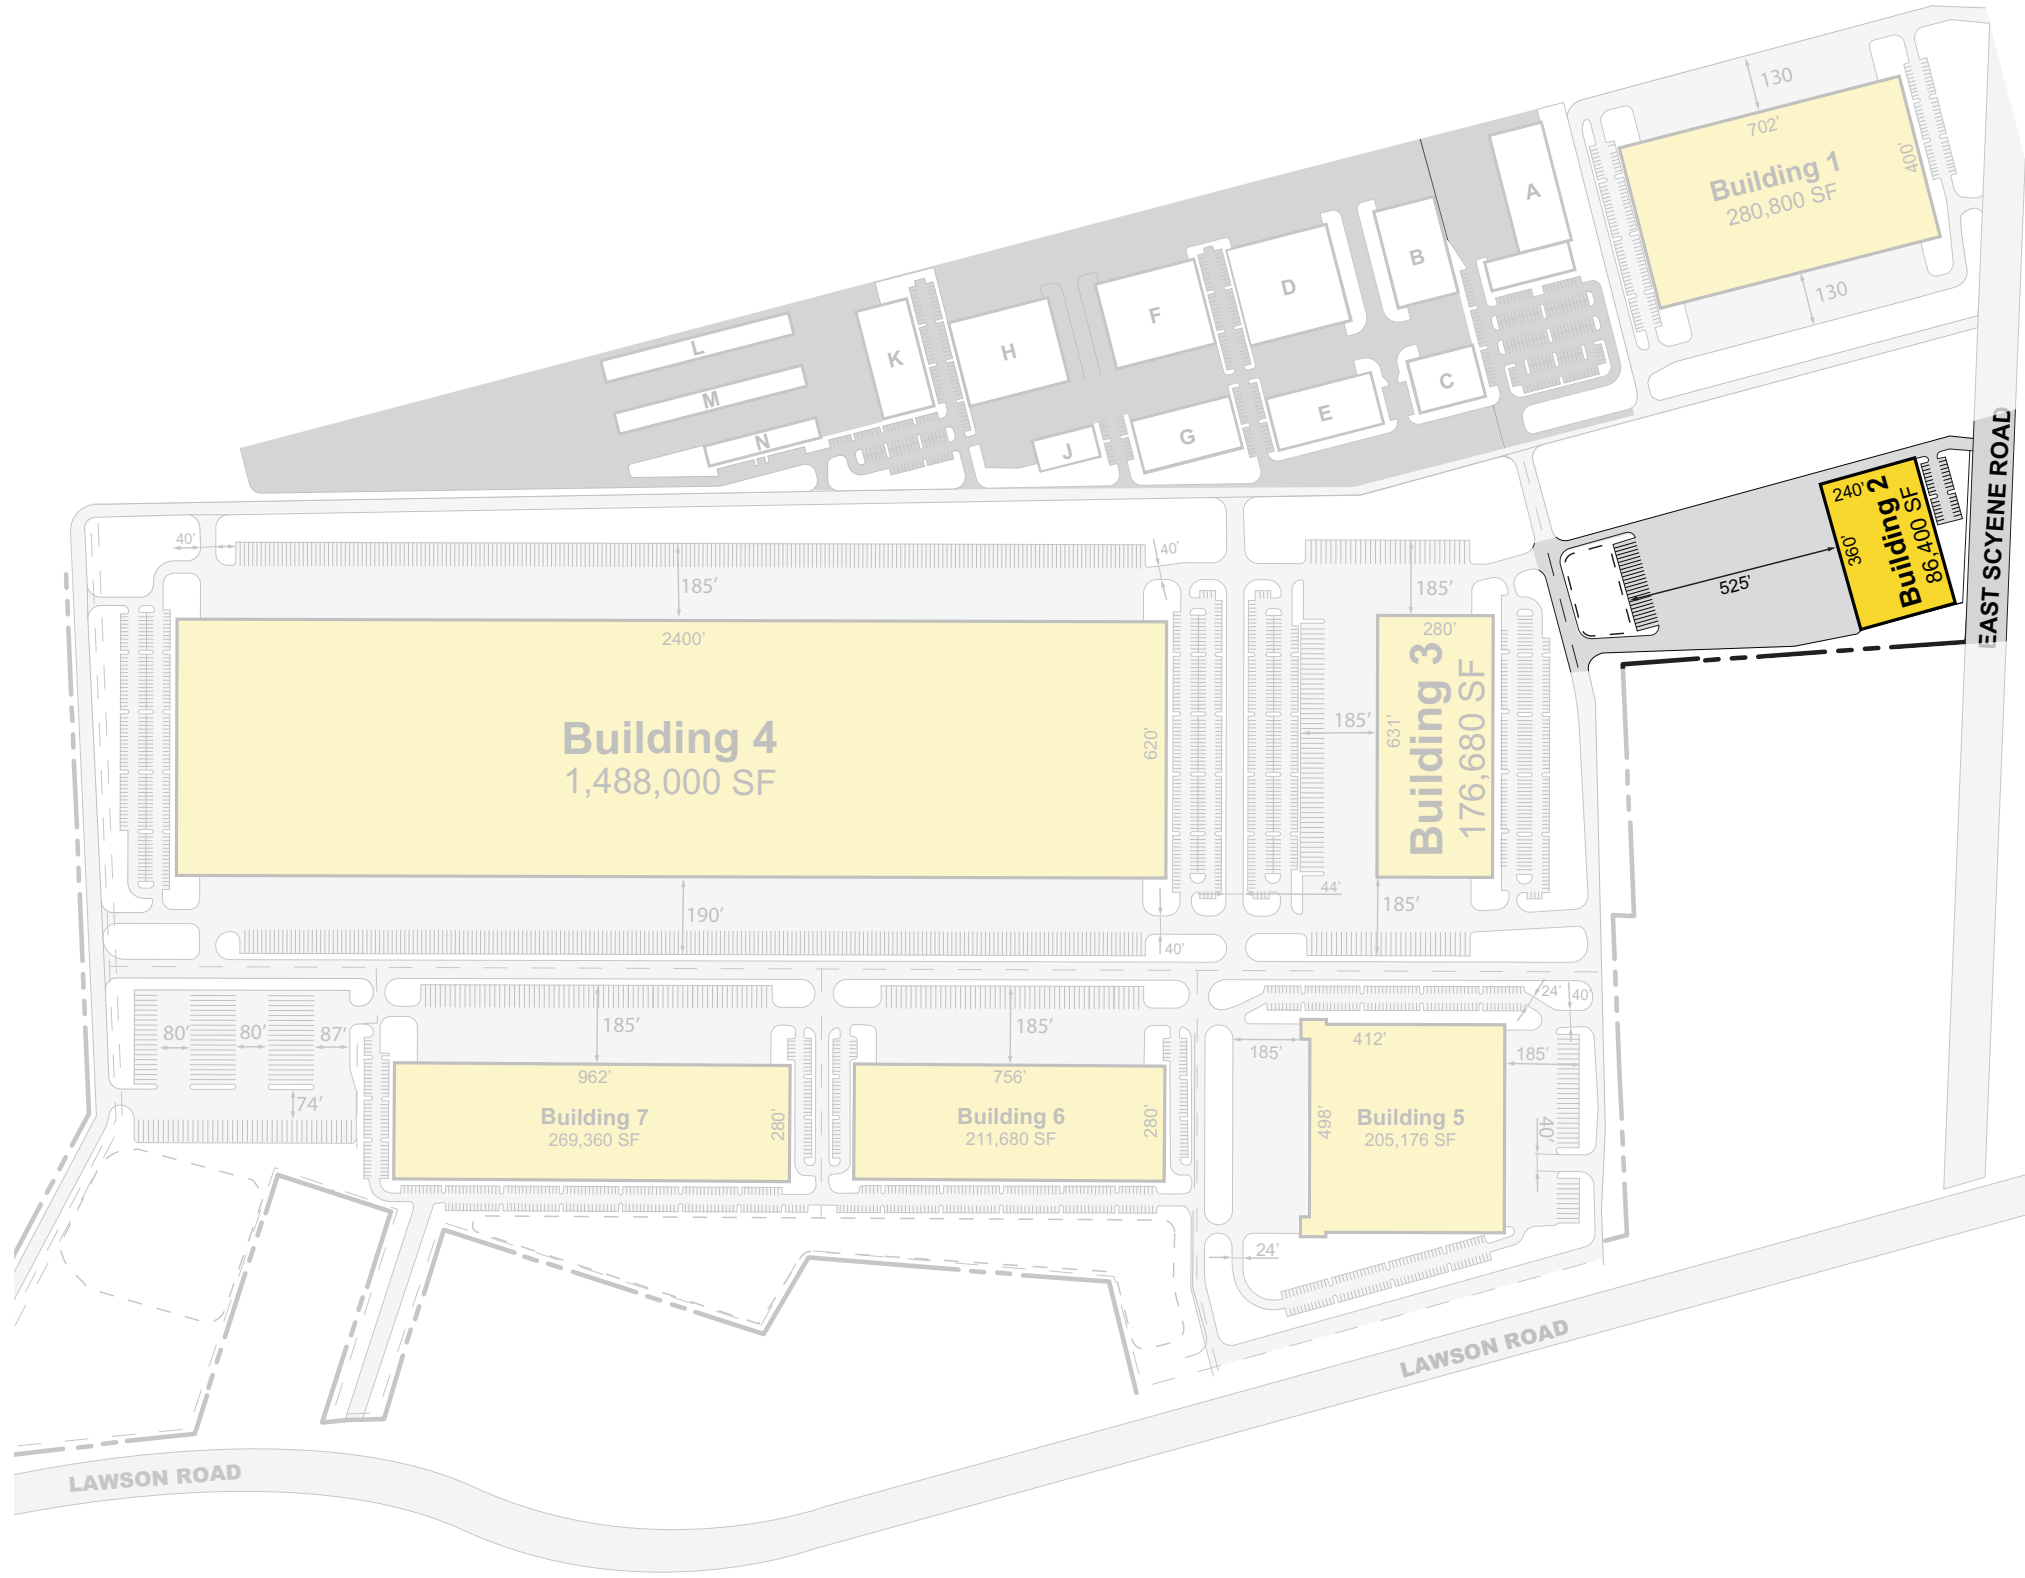 130
702'
400'
Building 1
280,800 SF
130
A
B
C
D
E
F
G
H
J
K
L
M
N
EAST SCYENE ROAD
240'
360'
Building 2
86,400 SF
525'
40'
185'
40'
2400'
620'
Building 4
1,488,000 SF
190'
40'
185'
280'
631'
Building 3
176,680 SF
185'
44'
185'
80'
80'
87'
74'
185'
962'
280'
Building 7
269,360 SF
185'
756'
280'
Building 6
211,680 SF
24'
40'
185'
412'
185'
498'
Building 5
205,176 SF
40'
24'
LAWSON ROAD
LAWSON ROAD